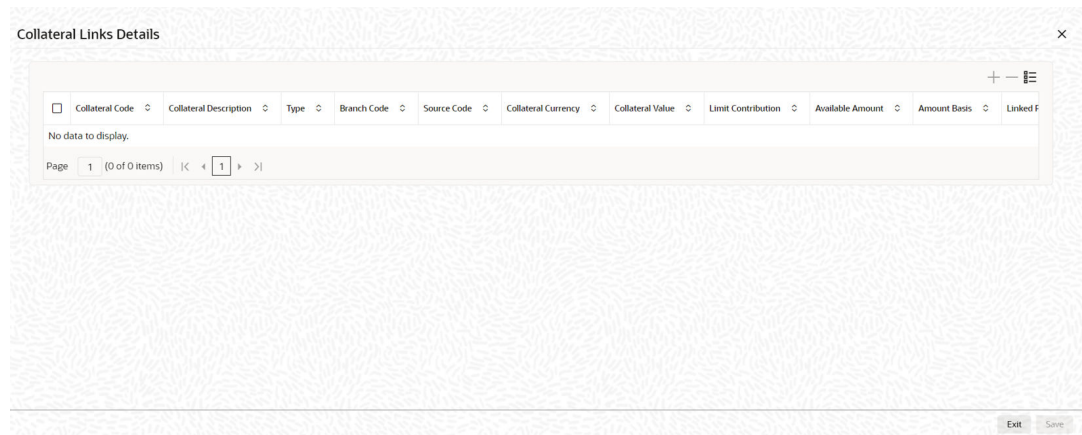 Collateral Links Details
Collateral Code Collateral Description Type Branch Code Source Code Collateral Currency Collateral Value Limit Contribution Available Amount Amount Basis Linked
No data to display.
Page 1 (0 of 0 items) 1
Exit Save